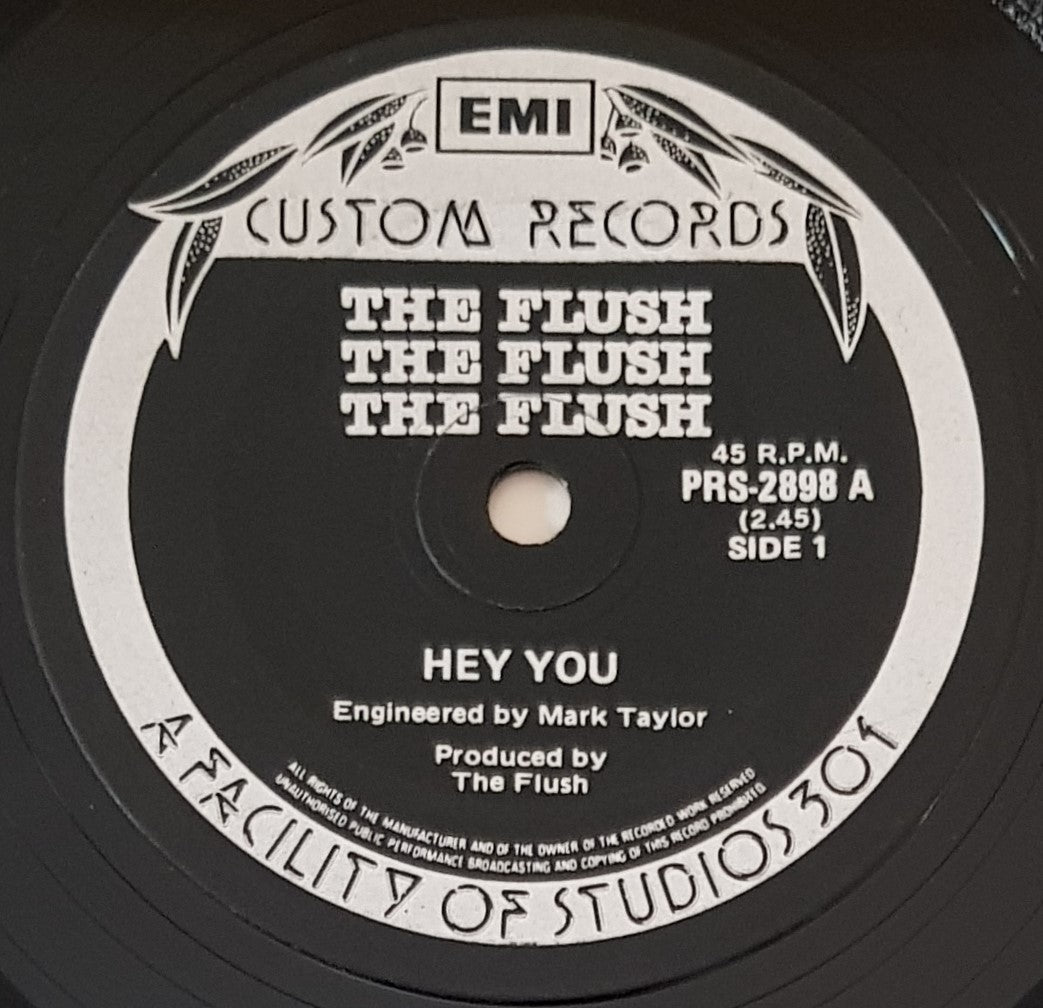 EMI
CUSTOM RECORDS
THE FLUSH
THE FLUSH
THE FLUSH
45 R.P.M.
PRS-2898 A
(2.45)
SIDE 1
HEY YOU
Engineered by Mark Taylor
Produced by
The Flush
ALL RIGHTS OF THE MANUFACTURER AND OF THE OWNER OF THE RECORDED WORK RESERVED
UNAUTHORISED PUBLIC PERFORMANCE BROADCASTING AND COPYING OF THIS RECORD PROHIBITED
A FACILITY OF STUDIOS 301